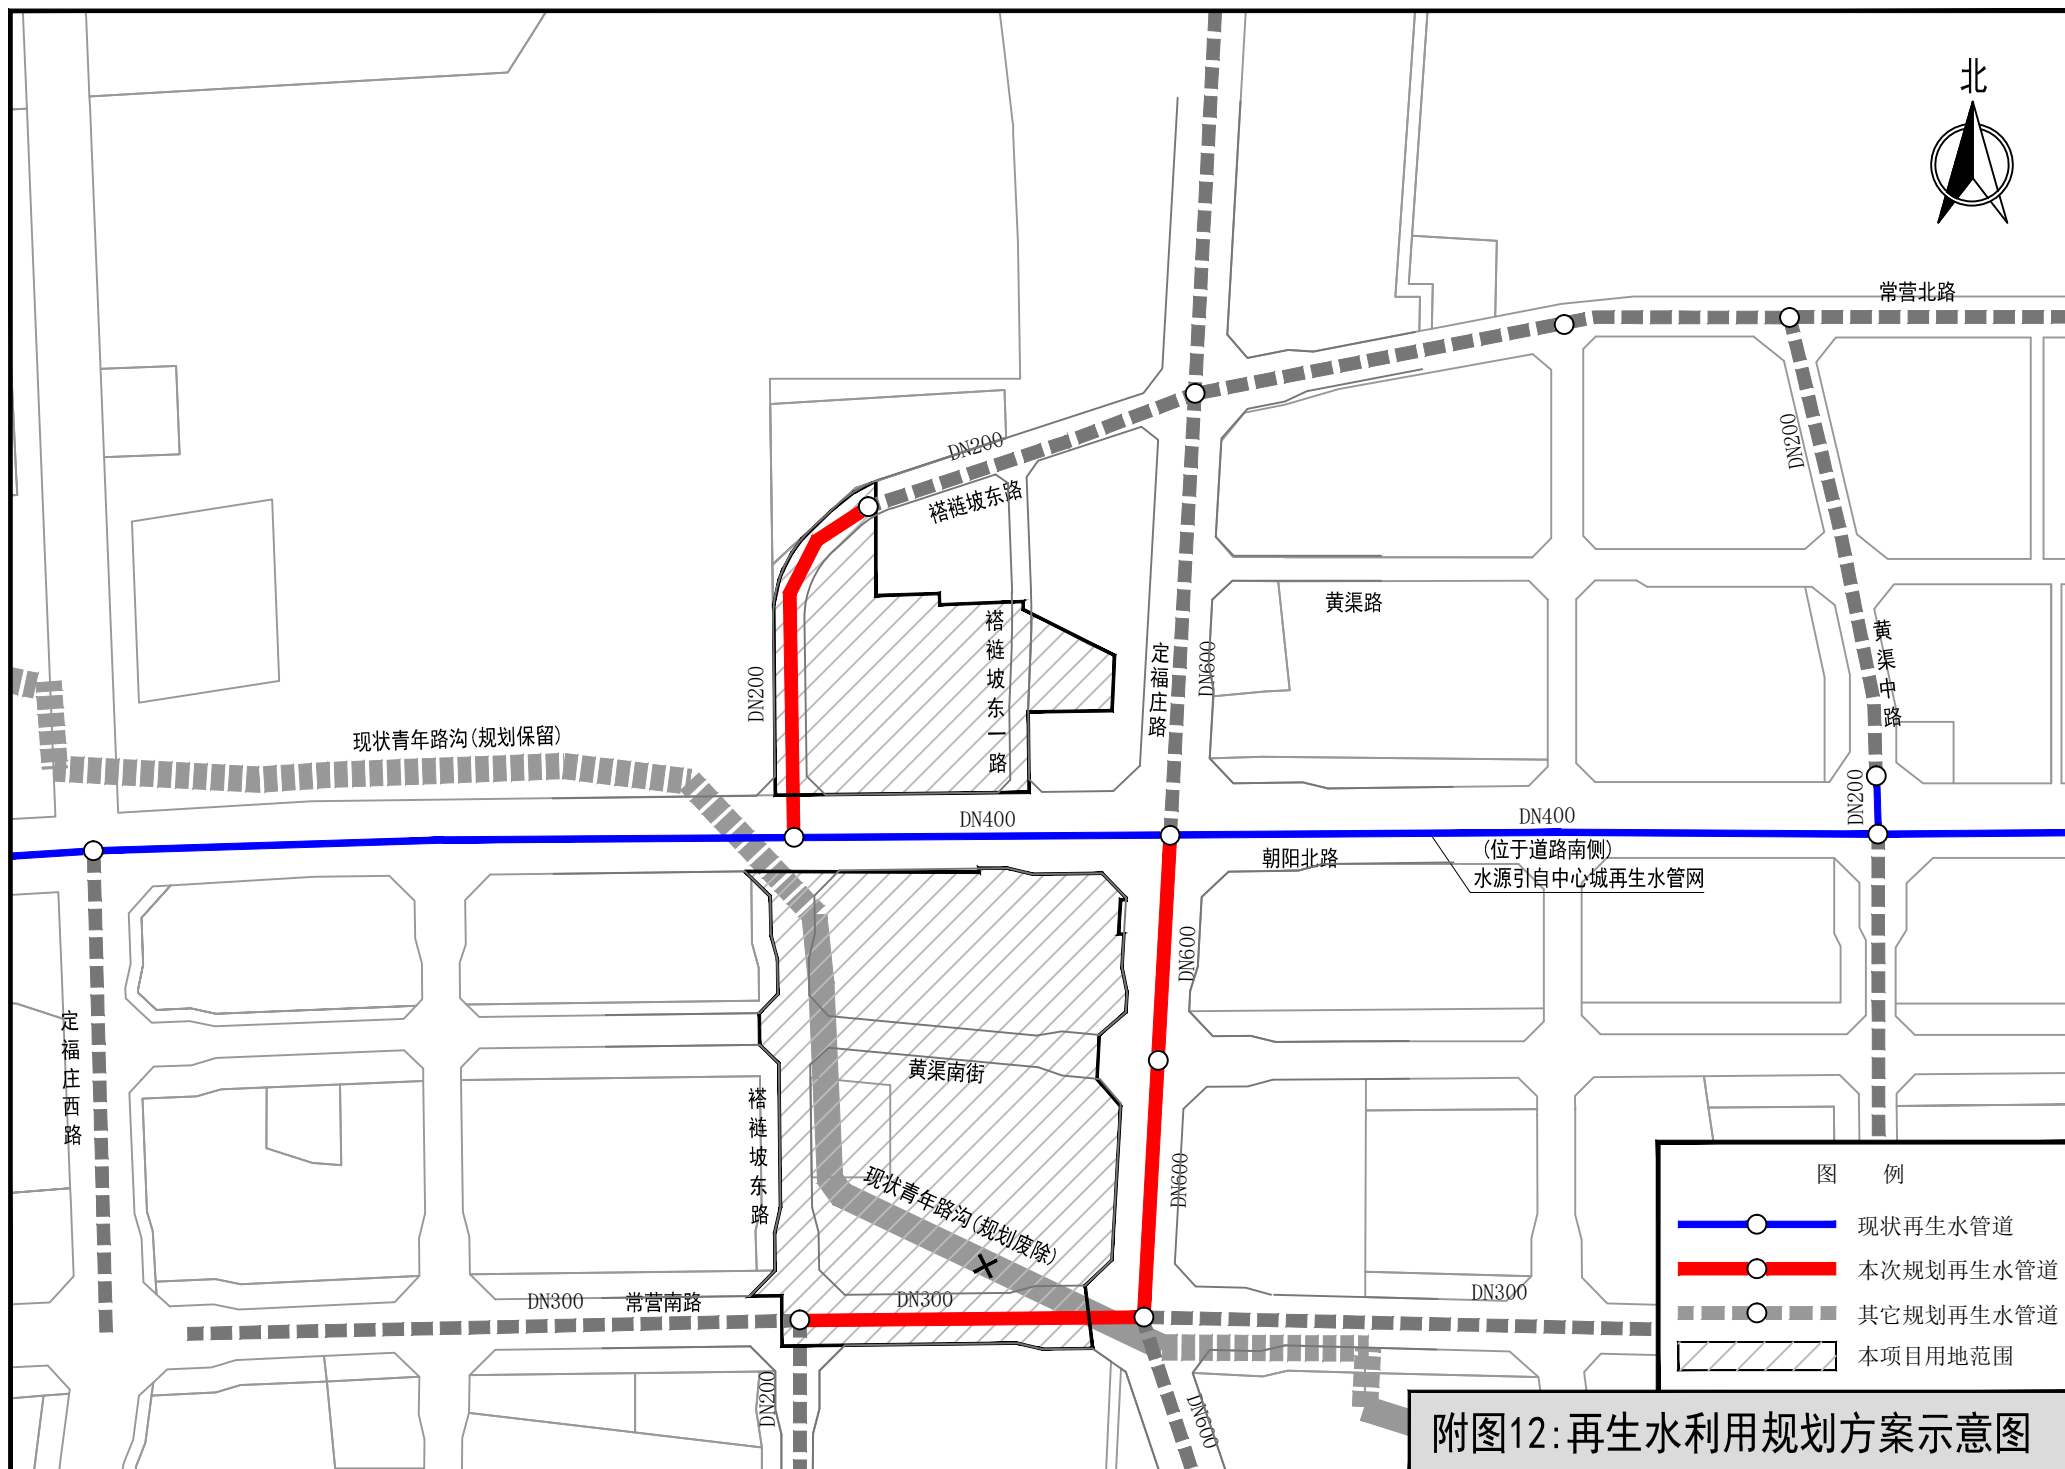 北
常营北路
DN200
DN200
褡裢坡东路
黄渠路
褡裢坡东一路
定福庄路
DN600
黄渠中路
DN200
现状青年路沟(规划保留)
DN200
DN400
DN400
(位于道路南侧)
朝阳北路
水源引自中心城再生水管网
DN600
定福庄西路
黄渠南街
褡裢坡东路
DN600
现状青年路沟(规划废除)
DN300
常营南路
DN300
DN300
DN200
DN600
图 例
现状再生水管道
本次规划再生水管道
其它规划再生水管道
本项目用地范围
附图12:再生水利用规划方案示意图